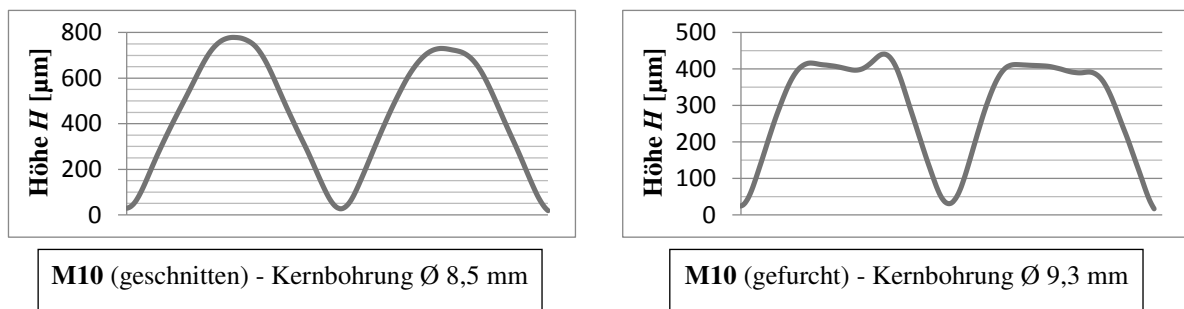 Höhe H [µm]
800
600
400
200
0
M10 (geschnitten) - Kernbohrung Ø 8,5 mm
Höhe H [µm]
500
400
300
200
100
0
M10 (gefurcht) - Kernbohrung Ø 9,3 mm